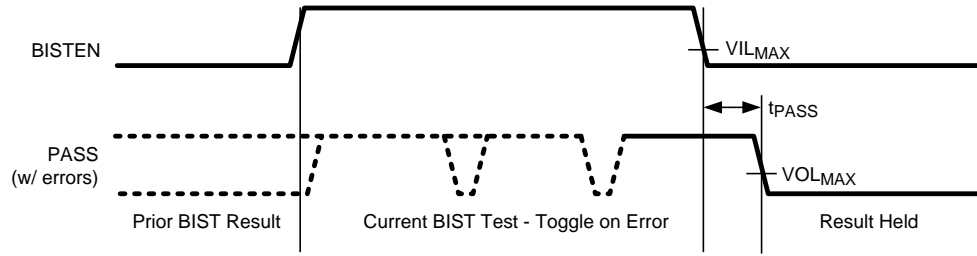 BISTEN
VILMAX
tPASS
PASS
(w/ errors)
VOLMAX
Prior BIST Result
Current BIST Test - Toggle on Error
Result Held